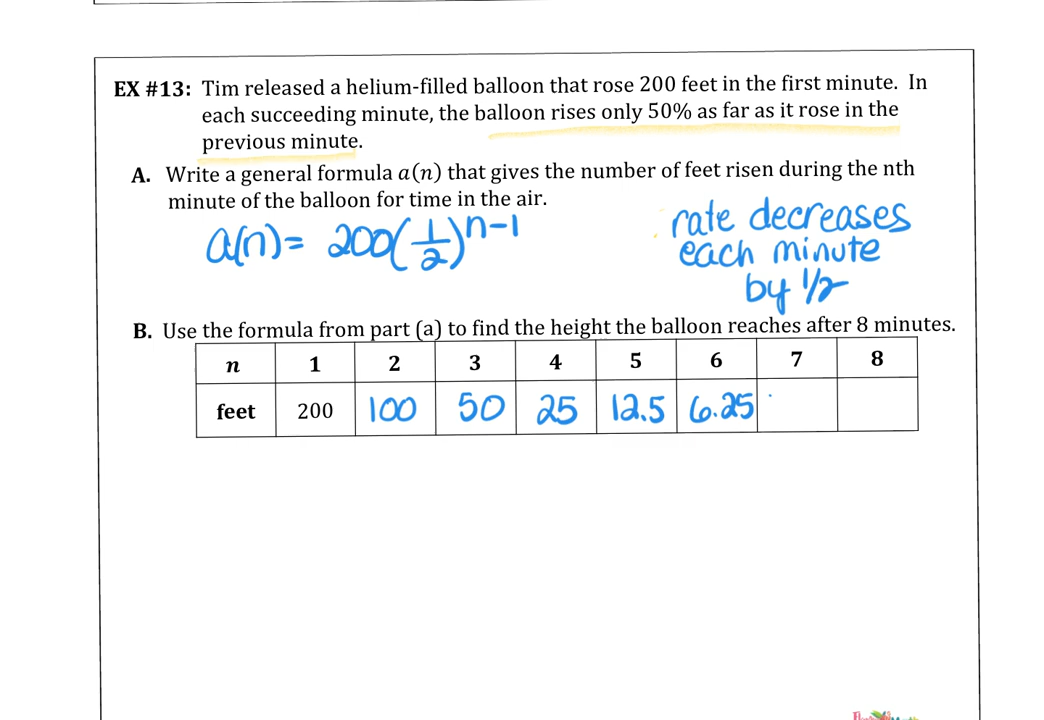 EX #13: Tim released a helium-filled balloon that rose 200 feet in the first minute. In
each succeeding minute, the balloon rises only 50% as far as it rose in the
previous minute.
A. Write a general formula a(n) that gives the number of feet risen during the nth
minute of the balloon for time in the air.
a(n) = 200(1/2)^n-1
rate decreases
each minute
by 1/2
B. Use the formula from part (a) to find the height the balloon reaches after 8 minutes.
n 1 2 3 4 5 6 7 8
feet 200 100 50 25 12.5 6.25